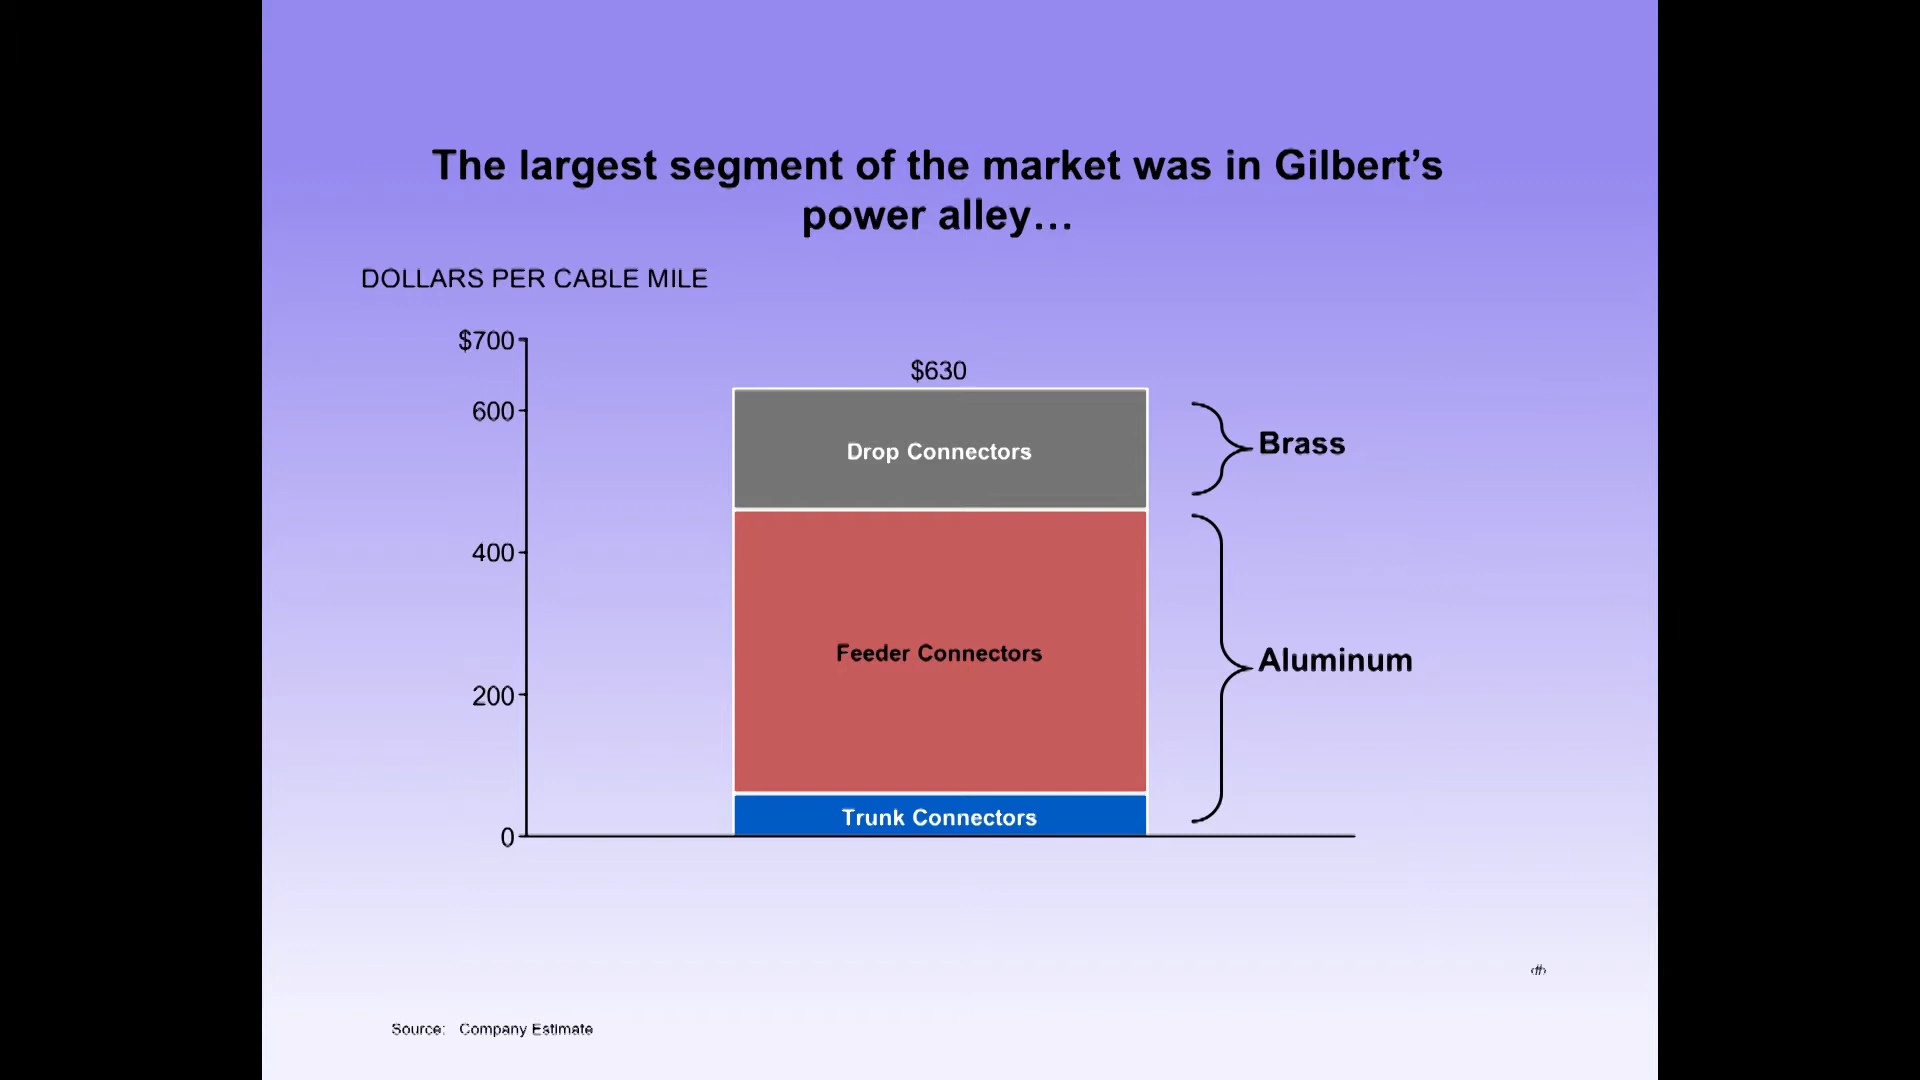 The largest segment of the market was in Gilbert’s
power alley…
DOLLARS PER CABLE MILE
$700
$630
600
Drop Connectors
Brass
400
Feeder Connectors
Aluminum
200
Trunk Connectors
0
‹#›
Source: Company Estimate